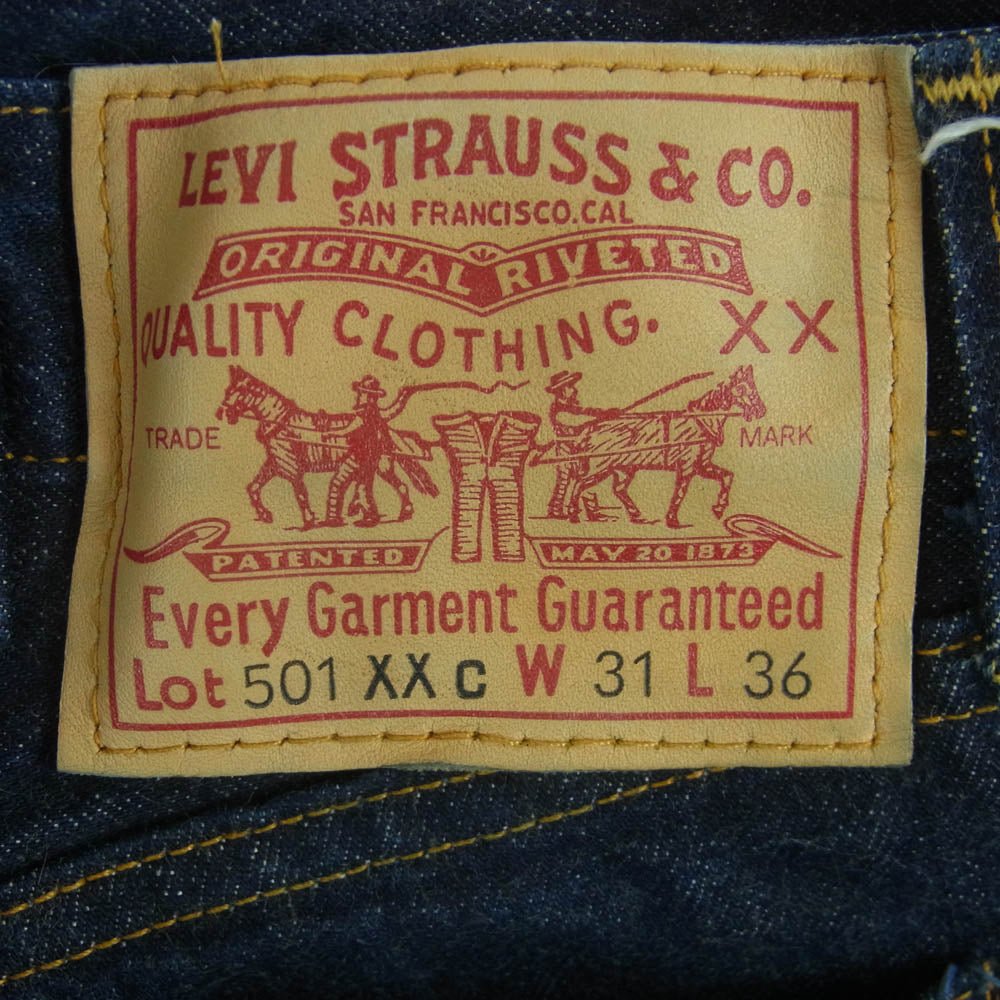 LEVI STRAUSS & CO.
SAN FRANCISCO.CAL
ORIGINAL RIVETED
QUALITY CLOTHING. XX
TRADE MARK
PATENTED MAY 20 1873
Every Garment Guaranteed
Lot 501 XX C W 31 L 36